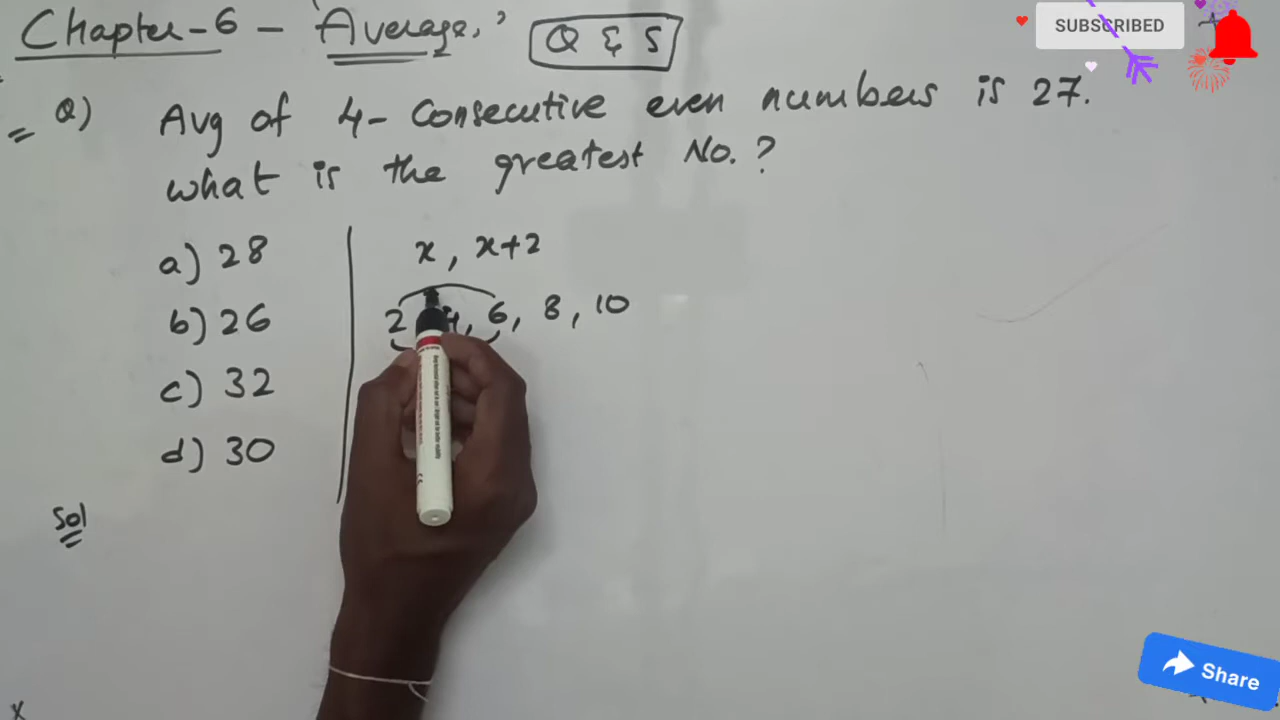 Chapter-6 - 'Average.' Q & S
SUBSCRIBED
Q) Avg of 4-consecutive even numbers is 27.
what is the greatest No.?
a) 28
b) 26
c) 32
d) 30
x, x+2
2 4, 6, 8, 10
Sol
Share
x